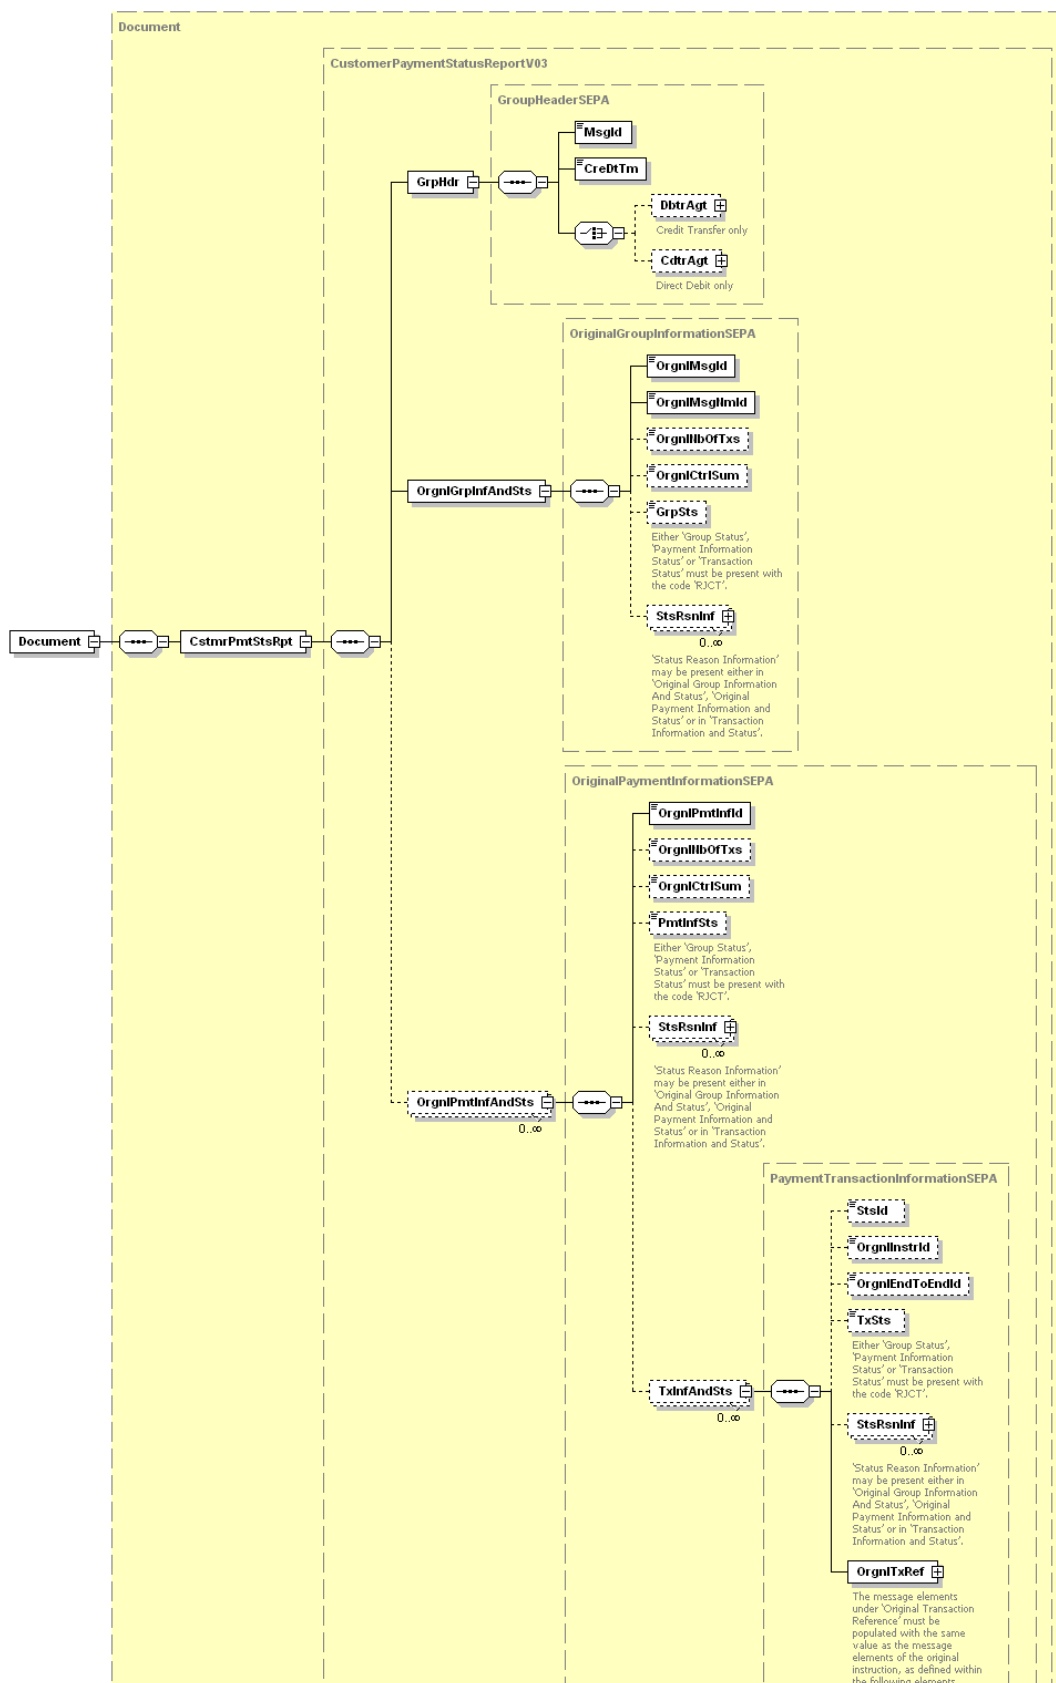 Document
CustomerPaymentStatusReportV03
GroupHeaderSEPA
MsgId
CreDtTm
GrpHdr
DbtrAgt
Credit Transfer only
CdtrAgt
Direct Debit only
OriginalGroupInformationSEPA
OrgnlMsgId
OrgnlMsgNmId
OrgnlNbOfTxs
OrgnlCtrlSum
OrgnlGrpInfAndSts
GrpSts
Either 'Group Status',
'Payment Information
Status' or 'Transaction
Status' must be present with
the code 'RJCT'.
StsRsnInf
0..∞
Document
CstmrPmtStsRpt
'Status Reason Information'
may be present either in
'Original Group Information
And Status', 'Original
Payment Information and
Status' or in 'Transaction
Information and Status'.
OriginalPaymentInformationSEPA
OrgnlPmtInfId
OrgnlNbOfTxs
OrgnlCtrlSum
PmtInfSts
Either 'Group Status',
'Payment Information
Status' or 'Transaction
Status' must be present with
the code 'RJCT'.
StsRsnInf
0..∞
'Status Reason Information'
may be present either in
'Original Group Information
And Status', 'Original
Payment Information and
Status' or in 'Transaction
Information and Status'.
OrgnlPmtInfAndSts
0..∞
PaymentTransactionInformationSEPA
StsId
OrgnlInstrId
OrgnlEndToEndId
TxSts
Either 'Group Status',
'Payment Information
Status' or 'Transaction
Status' must be present with
the code 'RJCT'.
TxInfAndSts
0..∞
StsRsnInf
0..∞
'Status Reason Information'
may be present either in
'Original Group Information
And Status', 'Original
Payment Information and
Status' or in 'Transaction
Information and Status'.
OrgnlTxRef
The message elements
under 'Original Transaction
Reference' must be
populated with the same
value as the message
elements of the original
instruction, as defined within
the following elements